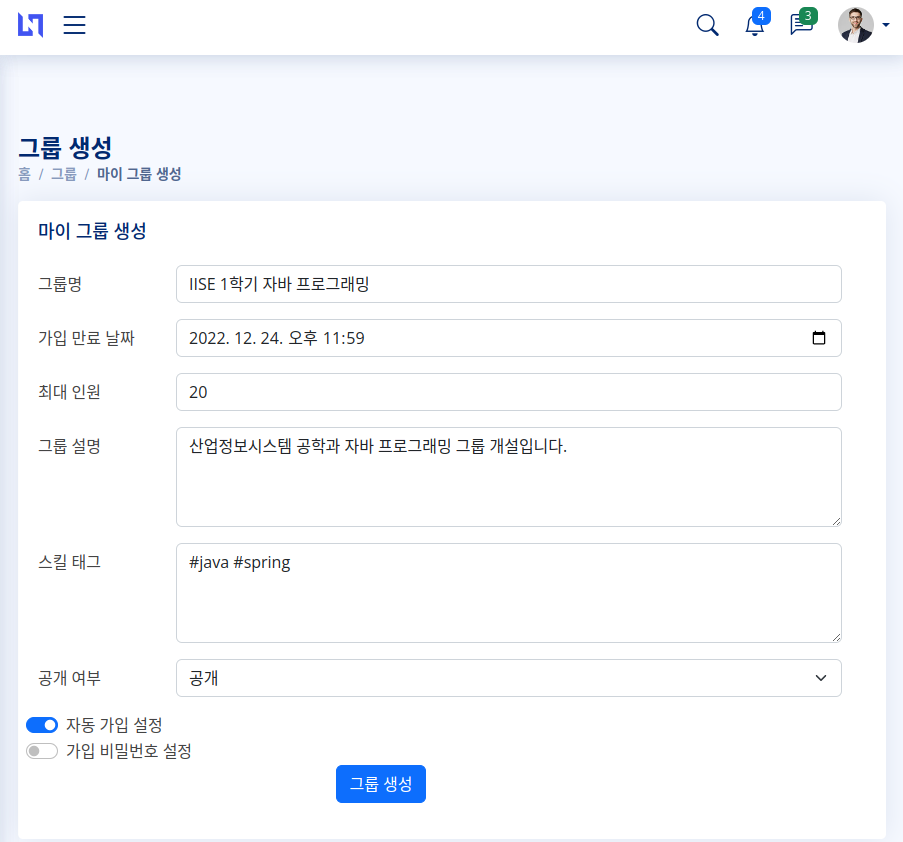 4
3
그룹 생성
홈 / 그룹 / 마이 그룹 생성
마이 그룹 생성
그룹명 IISE 1학기 자바 프로그래밍
가입 만료 날짜 2022. 12. 24. 오후 11:59
최대 인원 20
그룹 설명 산업정보시스템 공학과 자바 프로그래밍 그룹 개설입니다.
스킬 태그 #java #spring
공개 여부 공개
자동 가입 설정
가입 비밀번호 설정
그룹 생성